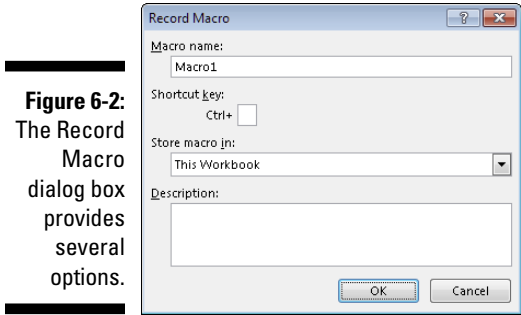 Figure 6-2:
The Record
Macro
dialog box
provides
several
options.
Record Macro
Macro name:
Macro1
Shortcut key:
Ctrl+
Store macro in:
This Workbook
Description:
OK
Cancel